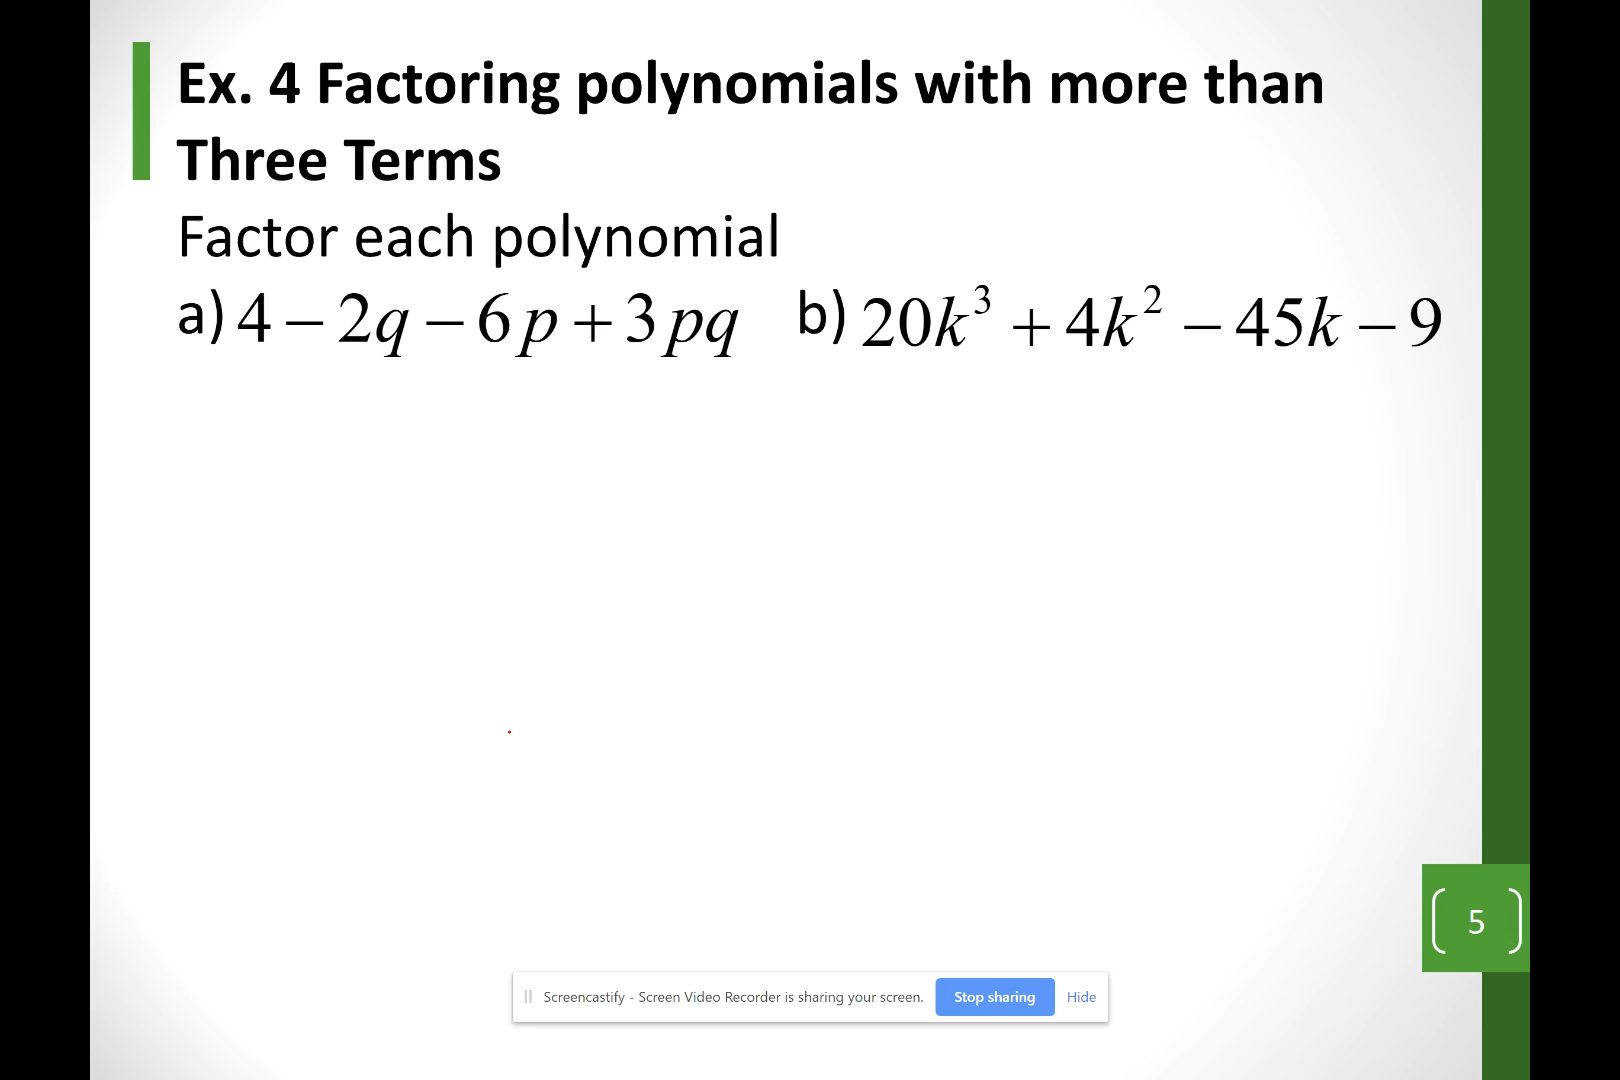 Ex. 4 Factoring polynomials with more than
Three Terms
Factor each polynomial
a) 4 − 2q − 6p + 3pq b) 20k³ + 4k² − 45k − 9
5
Screencastify - Screen Video Recorder is sharing your screen. Stop sharing Hide